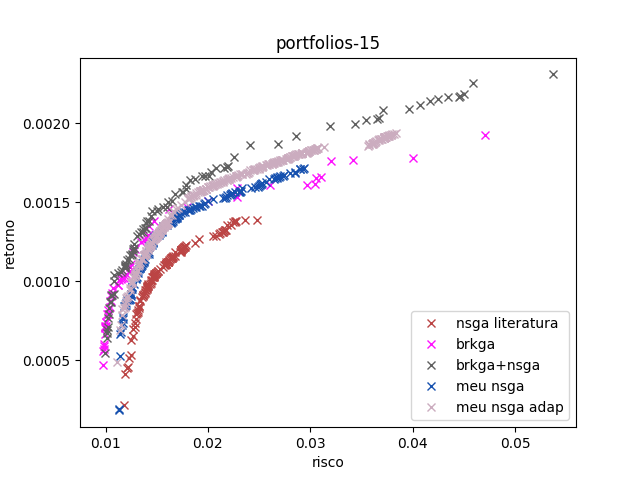 portfolios-15
retorno
0.0020
0.0015
0.0010
0.0005
0.01
0.02
0.03
0.04
0.05
risco
nsga literatura
brkga
brkga+nsga
meu nsga
meu nsga adap